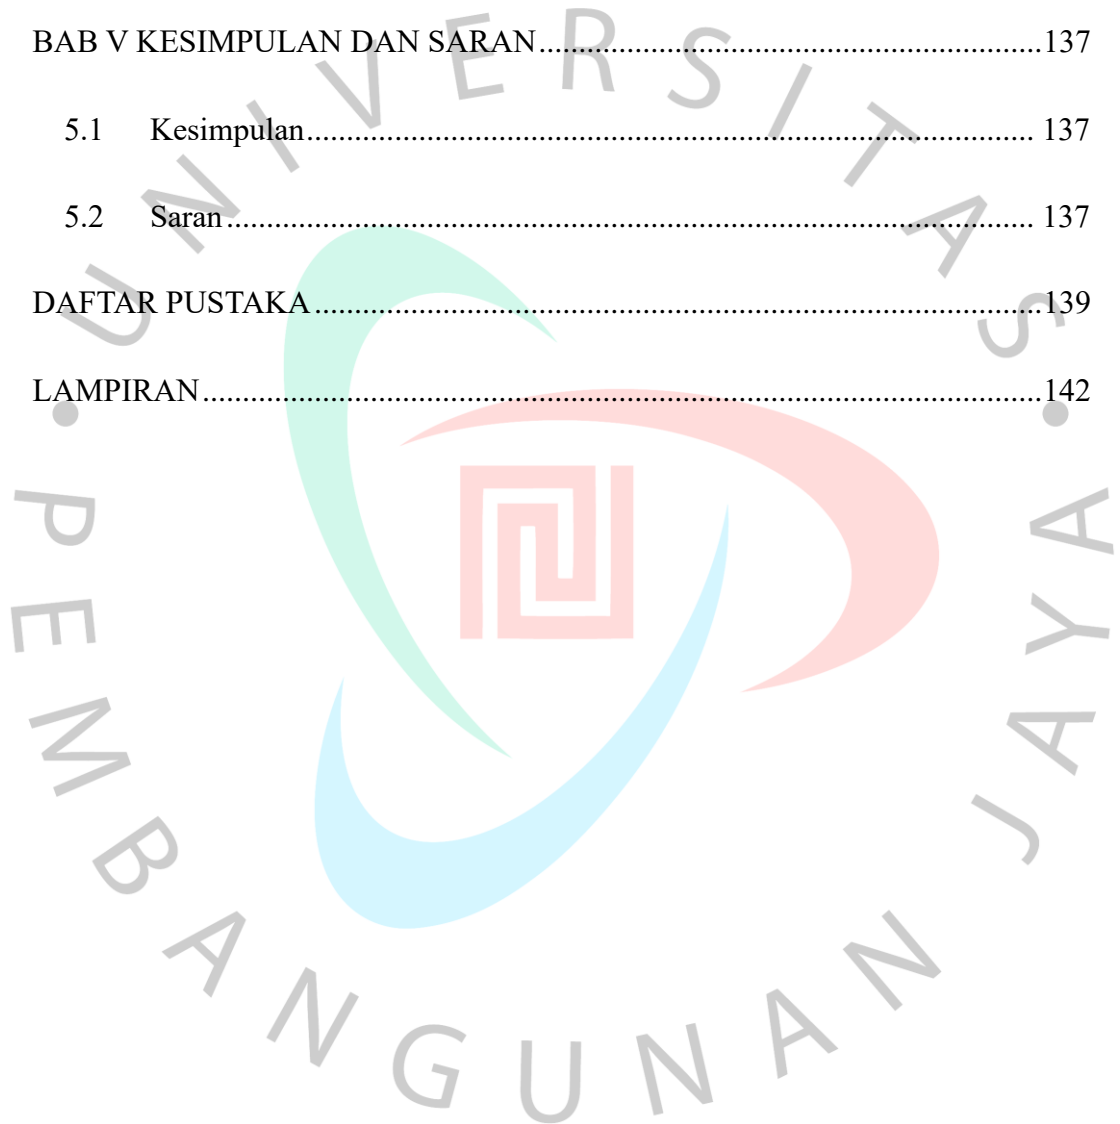 BAB V KESIMPULAN DAN SARAN................................................................137
5.1 Kesimpulan............................................................................................ 137
5.2 Saran...................................................................................................... 137
DAFTAR PUSTAKA............................................................................................139
LAMPIRAN.........................................................................................................142
UNIVERSITAS
• PEMBANGUNAN JAYA •